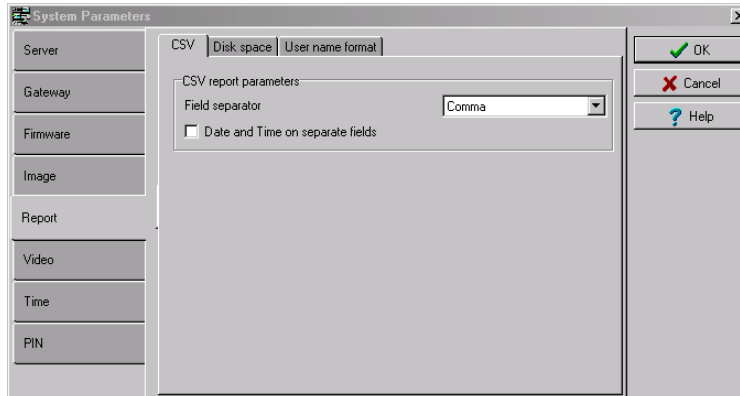 System Parameters
Server
Gateway
Firmware
Image
Report
Video
Time
PIN
CSV Disk space User name format
CSV report parameters
Field separator Comma
Date and Time on separate fields
OK
Cancel
Help